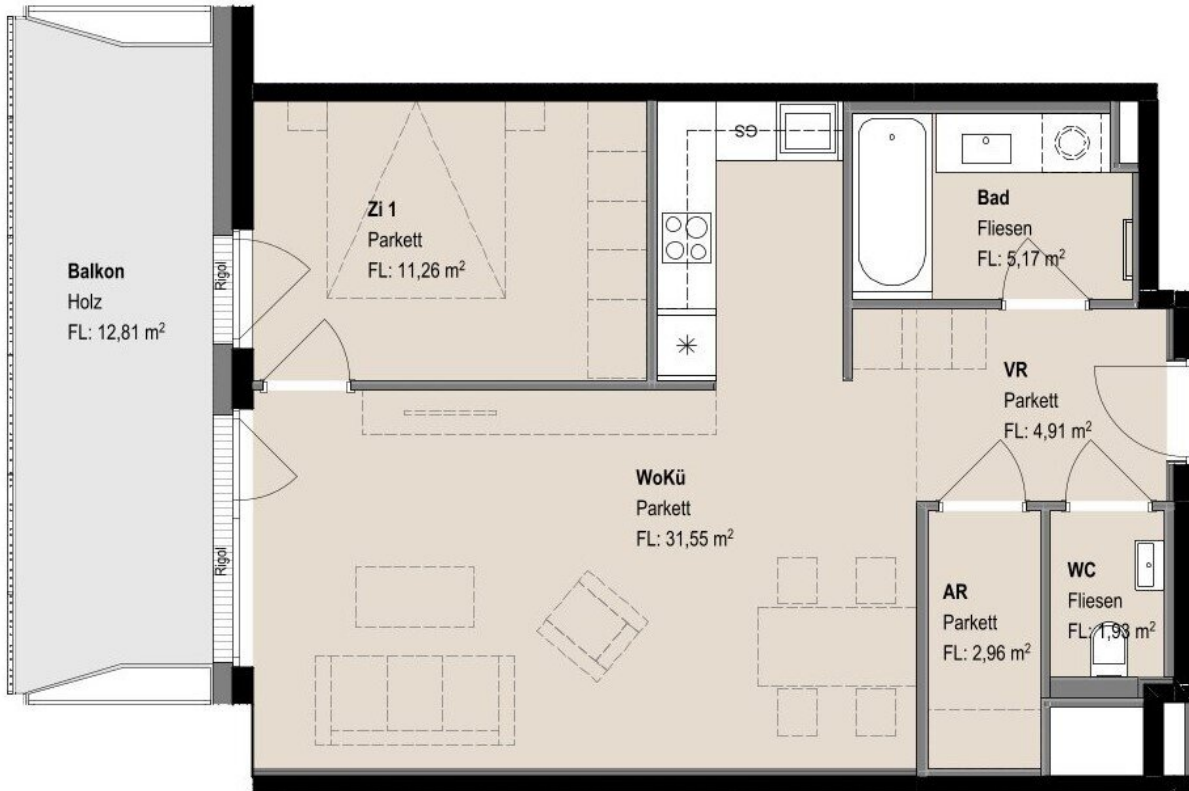 Balkon
Holz
FL: 12,81 m²
Rigol
Rigol
Zi 1
Parkett
FL: 11,26 m²
GS
Bad
Fliesen
FL: 5,17 m²
VR
Parkett
FL: 4,91 m²
WoKü
Parkett
FL: 31,55 m²
AR
Parkett
FL: 2,96 m²
WC
Fliesen
FL: 1,93 m²